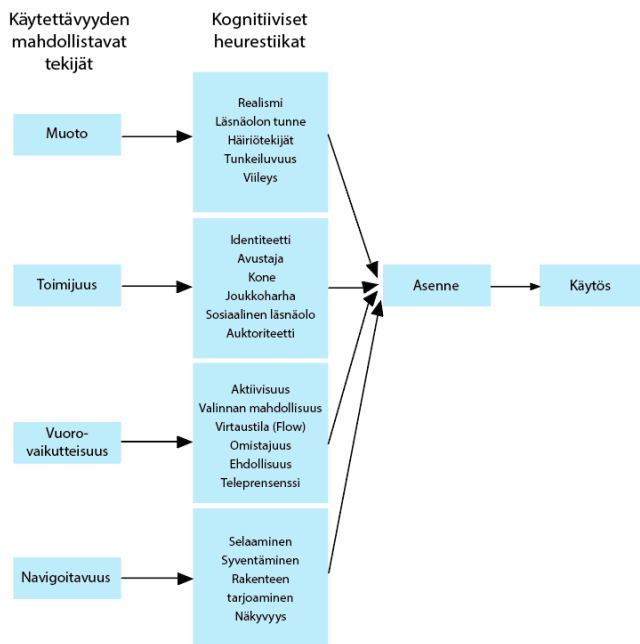 Käytettävyyden
mahdollistavat
tekijät
Kognitiiviset
heurestiikat
Muoto
Realismi
Läsnäolon tunne
Häiriötekijät
Tunkeiluvuus
Viileys
Toimijuus
Identiteetti
Avustaja
Kone
Joukkoharha
Sosiaalinen läsnäolo
Auktoriteetti
Asenne
Käytös
Vuoro-
vaikutteisuus
Aktiivisuus
Valinnan mahdollisuus
Virtaustila (Flow)
Omistajuus
Ehdollisuus
Teleprensenssi
Navigoitavuus
Selaaminen
Syventäminen
Rakenteen
tarjoaminen
Näkyvyys